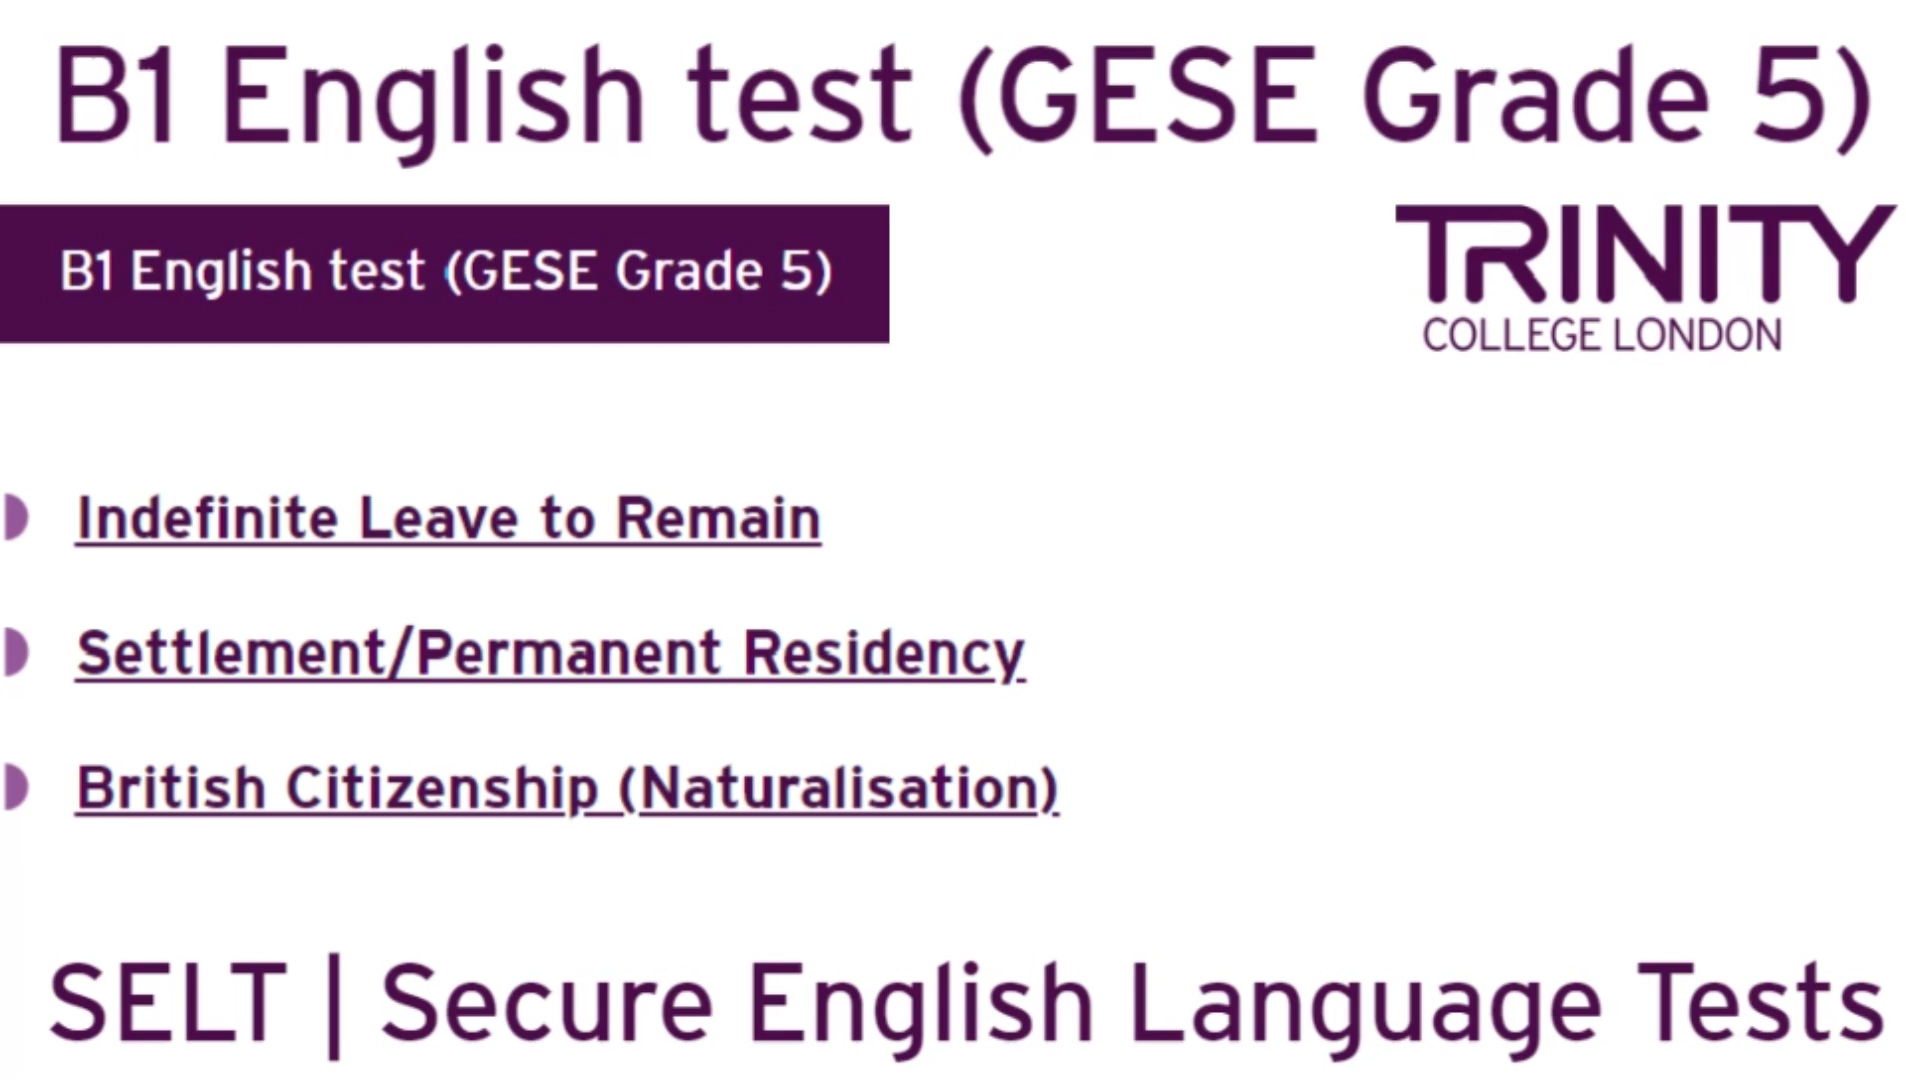 B1 English test (GESE Grade 5)
B1 English test (GESE Grade 5)
TRINITY
COLLEGE LONDON
Indefinite Leave to Remain
Settlement/Permanent Residency
British Citizenship (Naturalisation)
SELT | Secure English Language Tests